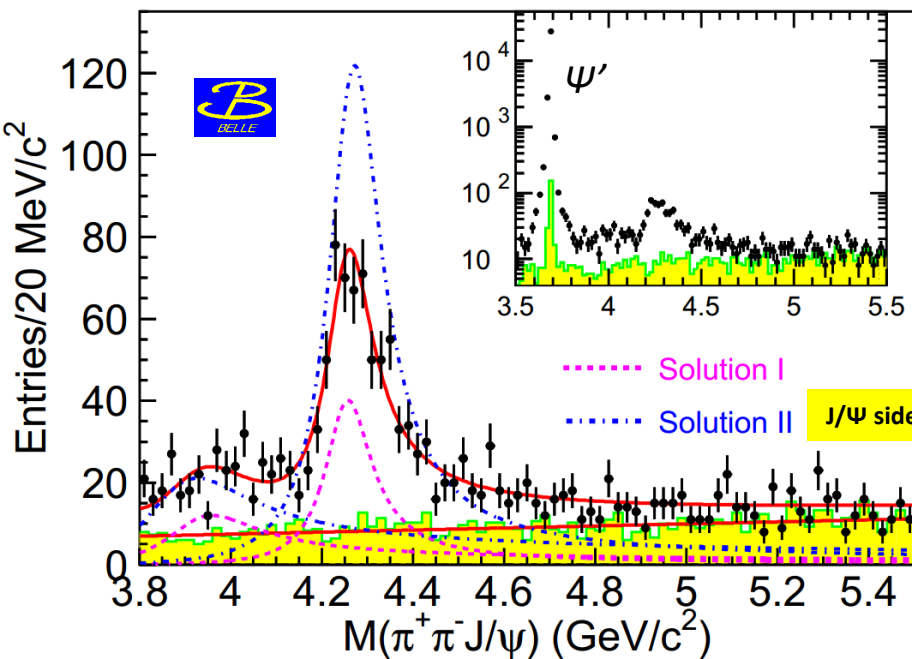 Entries/20 MeV/c²
120
100
80
60
40
20
0
B
BELLE
10⁴
10³
10²
10
ψ'
3.5 4 4.5 5 5.5
Solution I
Solution II
J/Ψ side
3.8 4 4.2 4.4 4.6 4.8 5 5.2 5.4
M(π⁺π⁻J/ψ) (GeV/c²)